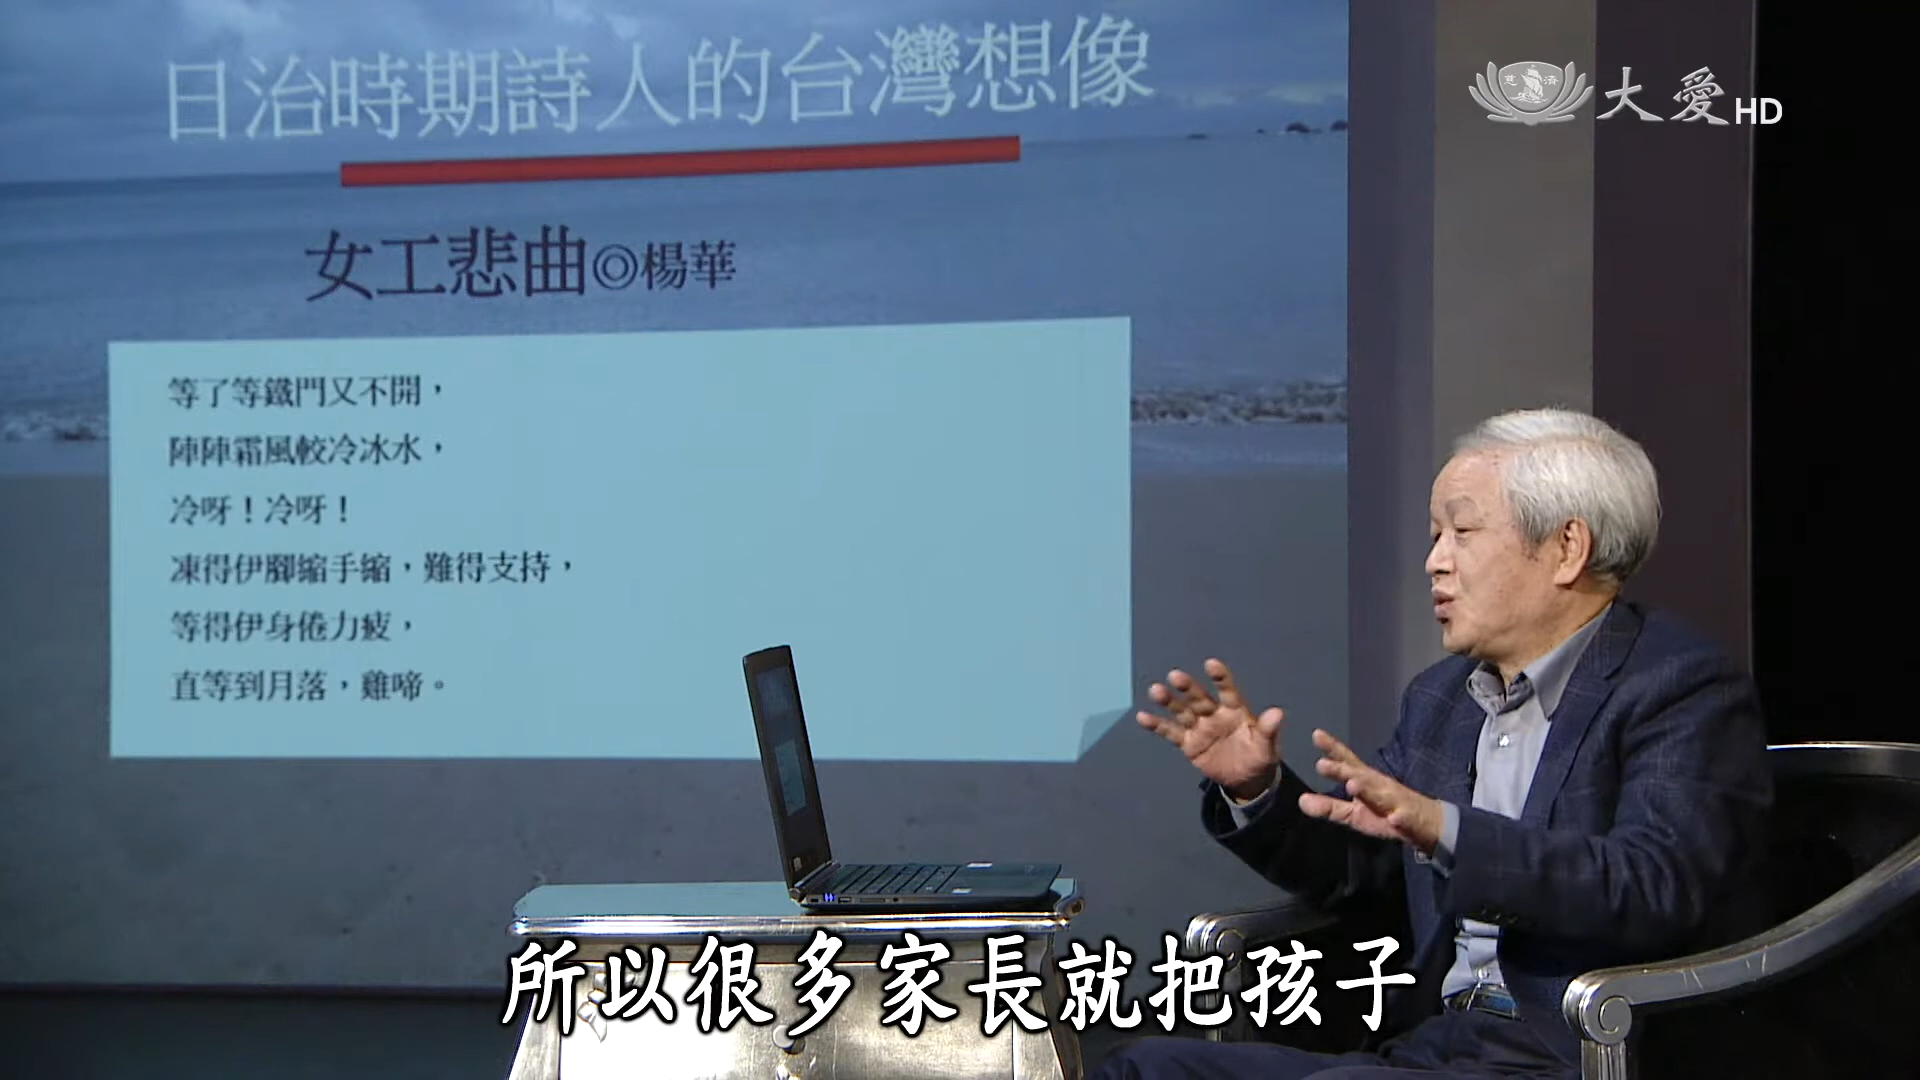 日治時期詩人的台灣想像
慈濟
大愛HD
女工悲曲◎楊華
等了等鐵門又不開，
陣陣霜風較冷冰水，
冷呀！冷呀！
凍得伊腳縮手縮，難得支持，
等得伊身倦力疲，
直等到月落，雞啼。
所以很多家長就把孩子